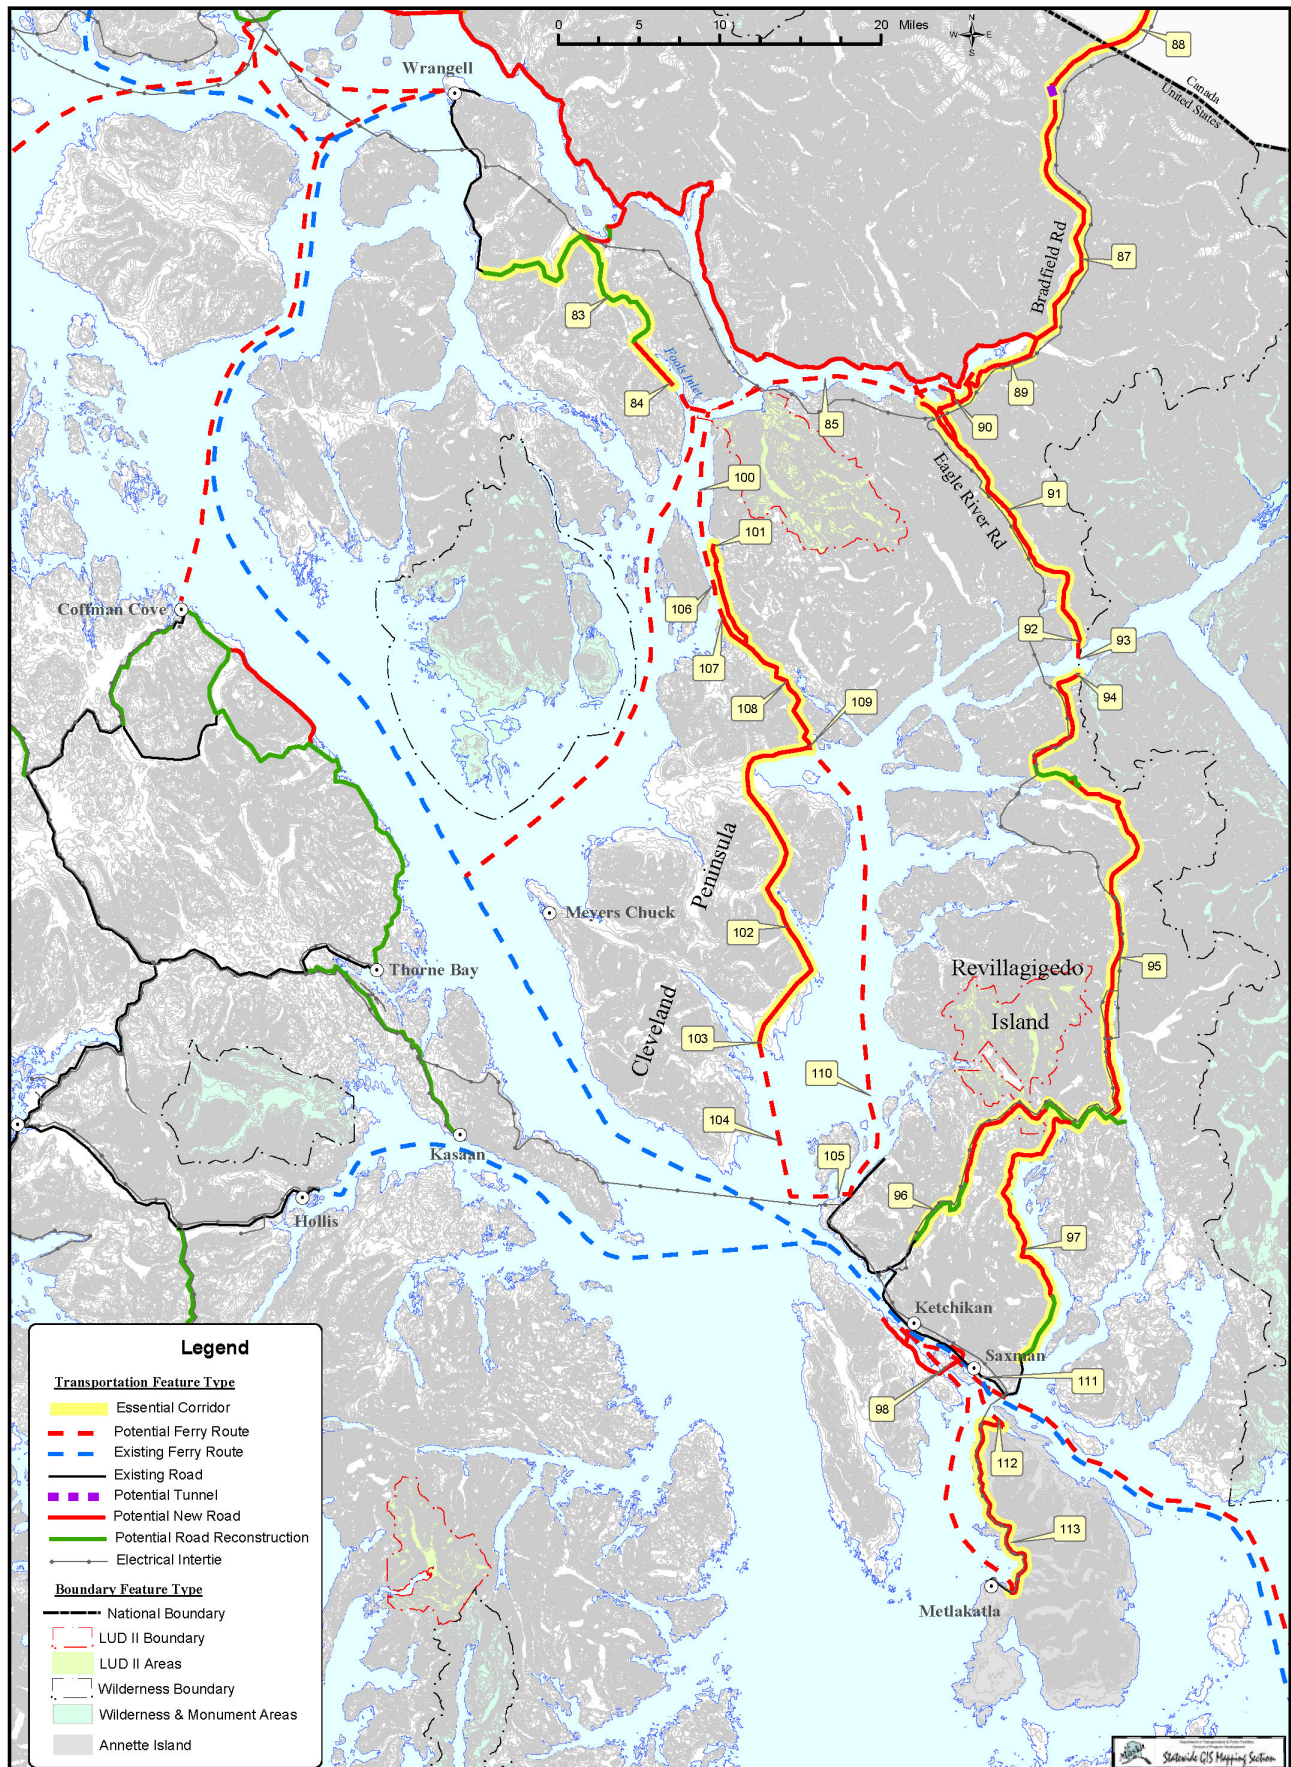 0 5 10 20 Miles
N
W E
S
88
Canada
United States
Wrangell
Bradfield Rd
87
83
Fools Inlet
84
85
89
90
Eagle River Rd
91
100
101
106
107
108
109
92
93
94
Coffman Cove
Peninsula
Meyers Chuck
102
Thorne Bay
Revillagigedo
Island
95
Cleveland
103
104
110
105
Kasaan
Hollis
96
97
Ketchikan
Saxman
111
98
112
113
Metlakatla
Legend
Transportation Feature Type
Essential Corridor
Potential Ferry Route
Existing Ferry Route
Existing Road
Potential Tunnel
Potential New Road
Potential Road Reconstruction
Electrical Intertie
Boundary Feature Type
National Boundary
LUD II Boundary
LUD II Areas
Wilderness Boundary
Wilderness & Monument Areas
Annette Island
Statewide GIS Mapping Section